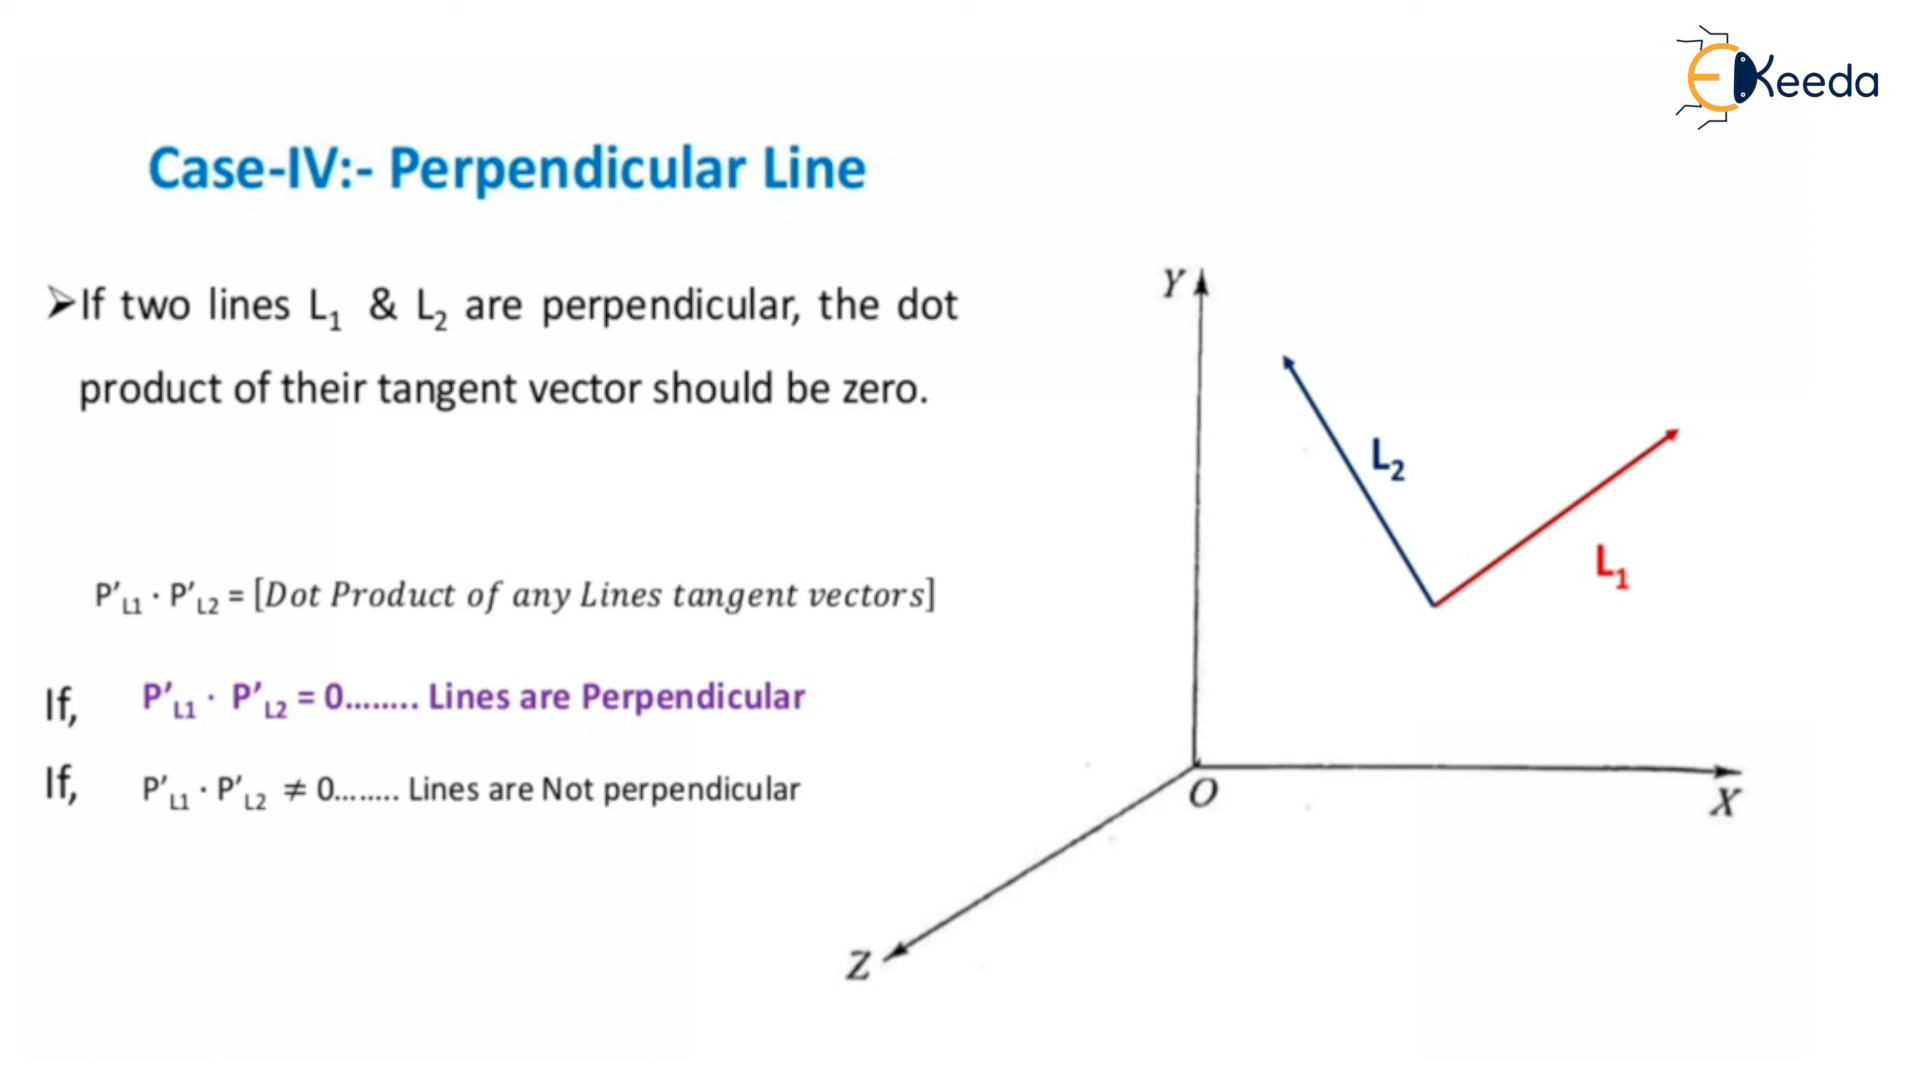 EKeeda
Case-IV:- Perpendicular Line
➢If two lines L₁ & L₂ are perpendicular, the dot
product of their tangent vector should be zero.
P′L1 · P′L2 = [Dot Product of any Lines tangent vectors]
If, P′L1 · P′L2 = 0........ Lines are Perpendicular
If, P′L1 · P′L2 ≠ 0........ Lines are Not perpendicular
Y
L₂
L₁
O
X
Z